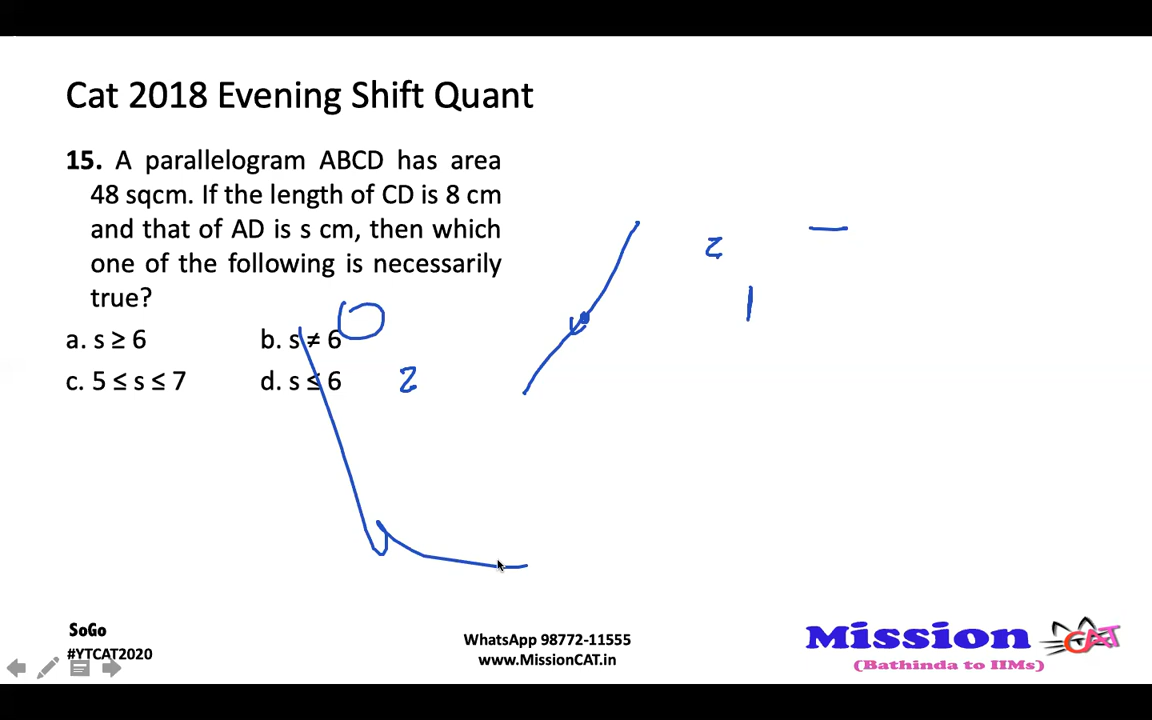 Cat 2018 Evening Shift Quant
15. A parallelogram ABCD has area
48 sqcm. If the length of CD is 8 cm
and that of AD is s cm, then which
one of the following is necessarily
true?
a. s ≥ 6 b. s ≠ 6
c. 5 ≤ s ≤ 7 d. s ≤ 6
SoGo
#YTCAT2020
WhatsApp 98772-11555
www.MissionCAT.in
Mission CAT
(Bathinda to IIMs)